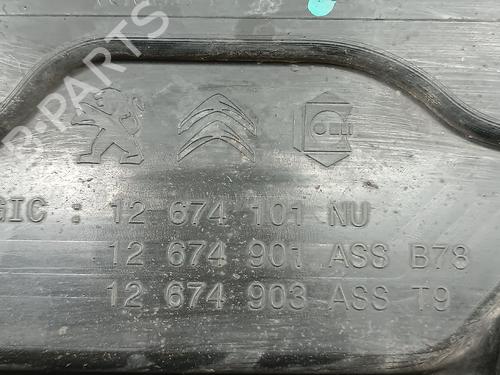 B-PARTS
GIC : 12 674 101 NU
12 674 901 ASS B78
12 674 903 ASS T9